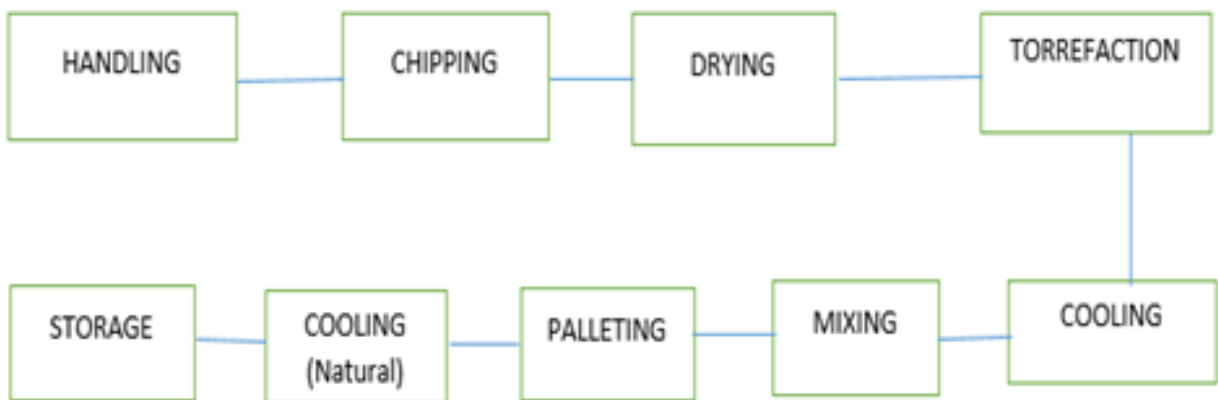 HANDLING
CHIPPING
DRYING
TORREFACTION
STORAGE
COOLING
(Natural)
PALLETING
MIXING
COOLING